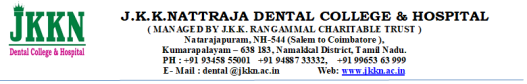 JKKN
Dental College & Hospital
J.K.K.NATTRAJA DENTAL COLLEGE & HOSPITAL
( MANAGED BY J.K.K. RANGAMMAL CHARITABLE TRUST )
Natarajapuram, NH-544 (Salem to Coimbatore ),
Kumarapalayam – 638 183, Namakkal District, Tamil Nadu.
PH : +91 93458 55001 +91 94887 33332, +91 99653 63 999
E- Mail : dental @jkkn.ac.in Web: www.jkkn.ac.in